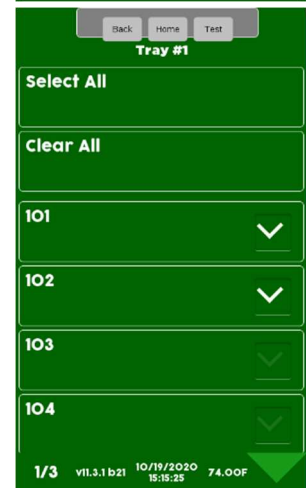 Back Home Test
Tray #1
Select All
Clear All
101
102
103
104
1/3 v11.3.1 b21 10/19/2020 74.00F
15:15:25